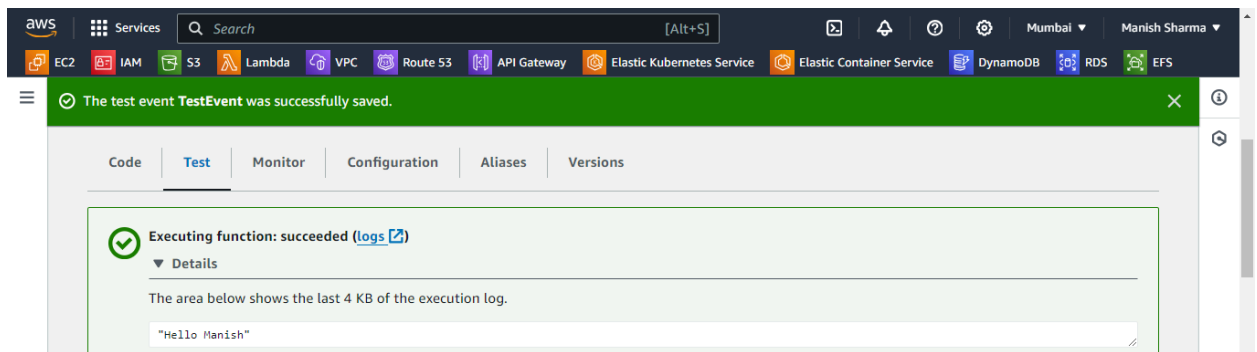 aws Services Search [Alt+S] Mumbai ▼ Manish Sharma ▼
EC2 IAM S3 Lambda VPC Route 53 API Gateway Elastic Kubernetes Service Elastic Container Service DynamoDB RDS EFS
The test event TestEvent was successfully saved.
Code Test Monitor Configuration Aliases Versions
Executing function: succeeded (logs)
▼ Details
The area below shows the last 4 KB of the execution log.
"Hello Manish"